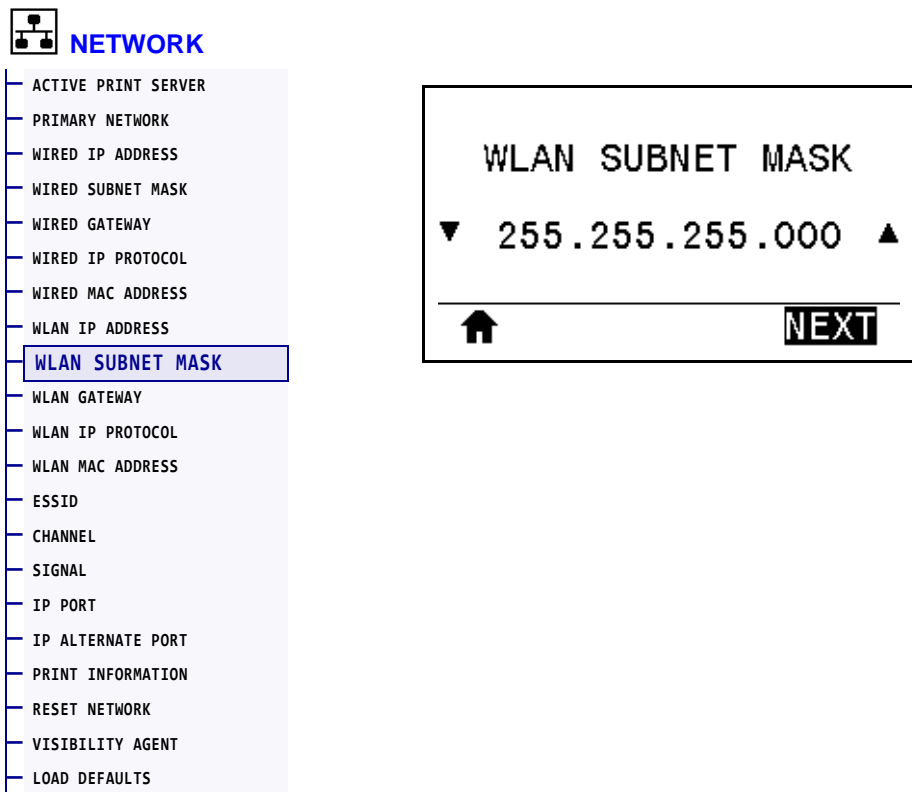 NETWORK
ACTIVE PRINT SERVER
PRIMARY NETWORK
WIRED IP ADDRESS
WIRED SUBNET MASK
WIRED GATEWAY
WIRED IP PROTOCOL
WIRED MAC ADDRESS
WLAN IP ADDRESS
WLAN SUBNET MASK
WLAN GATEWAY
WLAN IP PROTOCOL
WLAN MAC ADDRESS
ESSID
CHANNEL
SIGNAL
IP PORT
IP ALTERNATE PORT
PRINT INFORMATION
RESET NETWORK
VISIBILITY AGENT
LOAD DEFAULTS
WLAN SUBNET MASK
▼ 255.255.255.000 ▲
NEXT